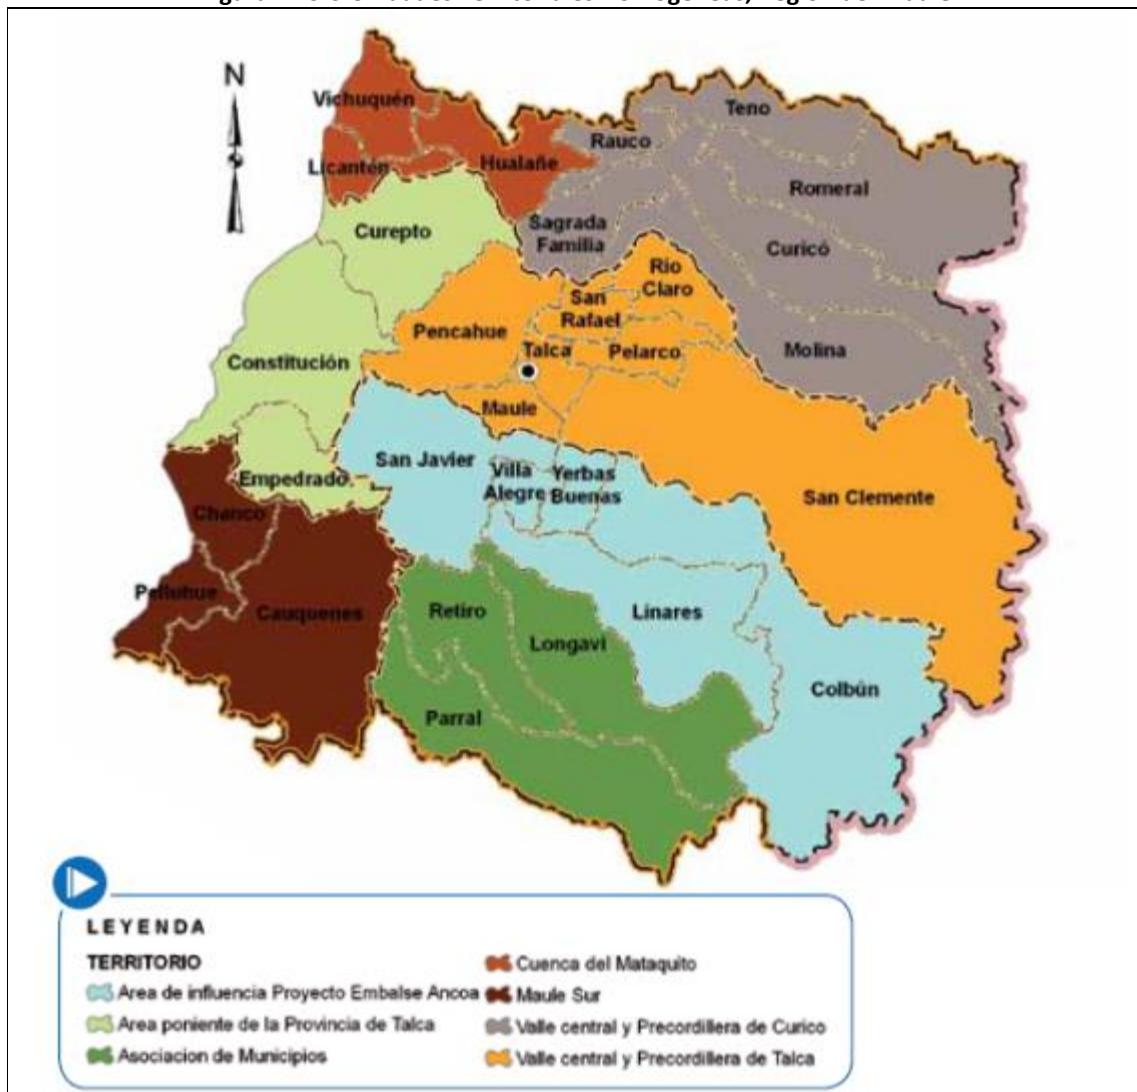 N
Vichuquén
Licantén
Hualañe
Rauco
Teno
Romeral
Sagrada
Familia
Curicó
Molina
Curepto
Rio
Claro
San
Rafael
Pencahue
Talca
Pelarco
Constitución
Maule
San Javier
Villa
Alegre
Yerbas
Buenas
San Clemente
Empedrado
Chanco
Pelluhue
Cauquenes
Retiro
Longavi
Linares
Colbún
Parral
LEYENDA
TERRITORIO
Area de influencia Proyecto Embalse Ancoa
Area poniente de la Provincia de Talca
Asociacion de Municipios
Cuenca del Mataquito
Maule Sur
Valle central y Precordillera de Curico
Valle central y Precordillera de Talca